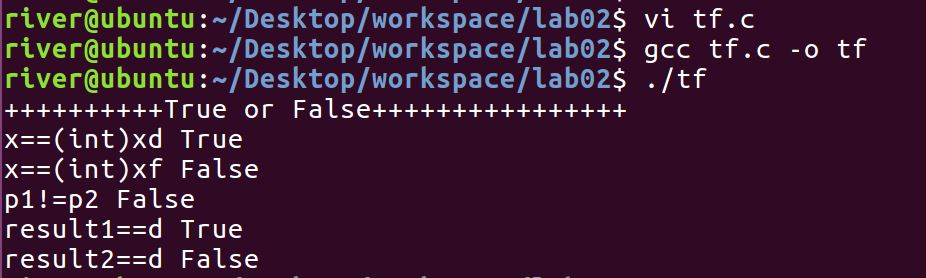 river@ubuntu:~/Desktop/workspace/lab02$ vi tf.c
river@ubuntu:~/Desktop/workspace/lab02$ gcc tf.c -o tf
river@ubuntu:~/Desktop/workspace/lab02$ ./tf
++++++++++True or False++++++++++++++++
x==(int)xd True
x==(int)xf False
p1!=p2 False
result1==d True
result2==d False